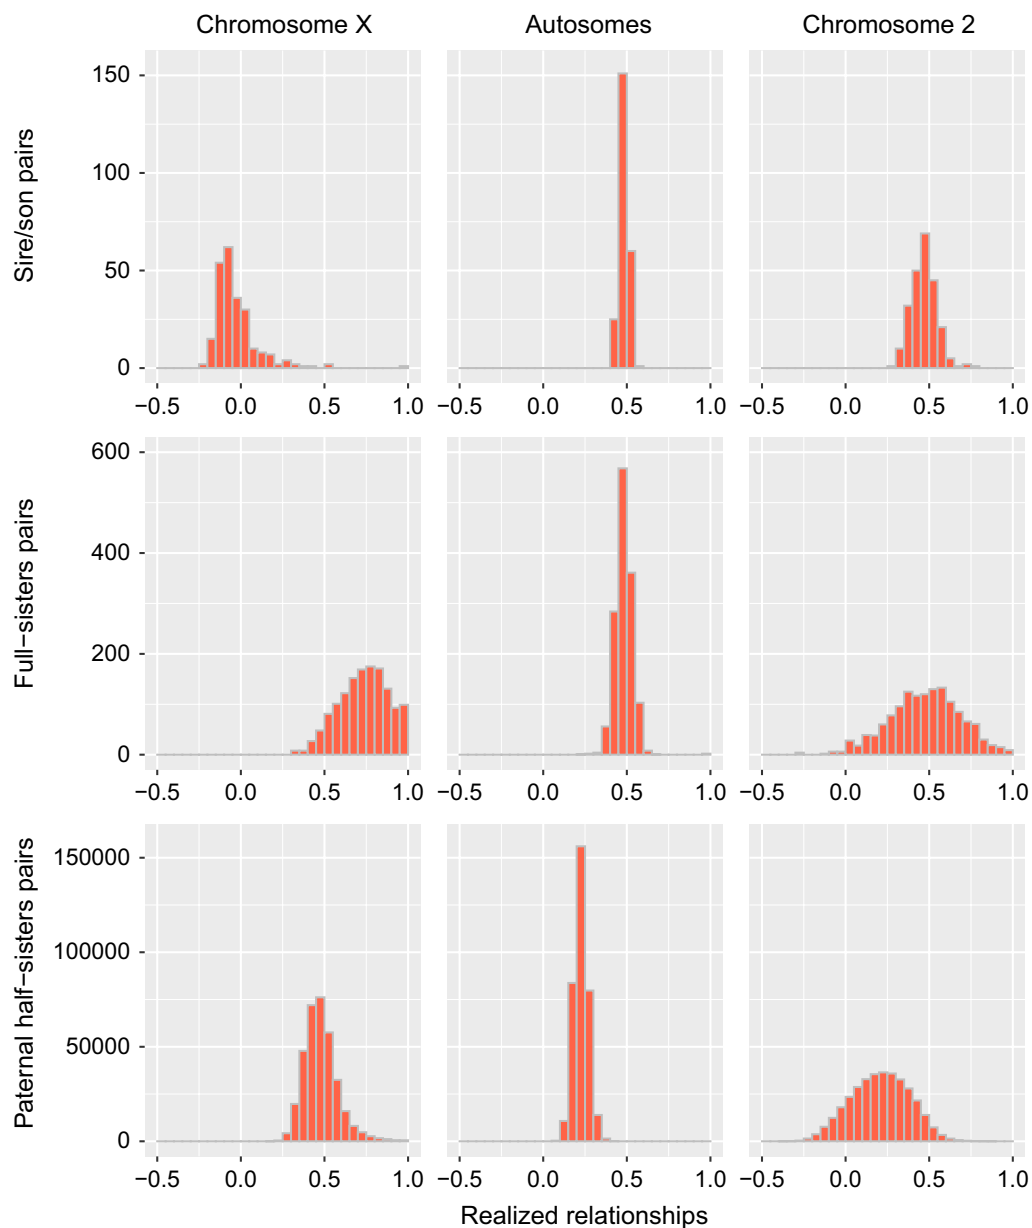 Chromosome X Autosomes Chromosome 2
Sire/son pairs
150
100
50
0
−0.5 0.0 0.5 1.0 −0.5 0.0 0.5 1.0 −0.5 0.0 0.5 1.0
Full−sisters pairs
600
400
200
0
−0.5 0.0 0.5 1.0 −0.5 0.0 0.5 1.0 −0.5 0.0 0.5 1.0
Paternal half−sisters pairs
150000
100000
50000
0
−0.5 0.0 0.5 1.0 −0.5 0.0 0.5 1.0 −0.5 0.0 0.5 1.0
Realized relationships